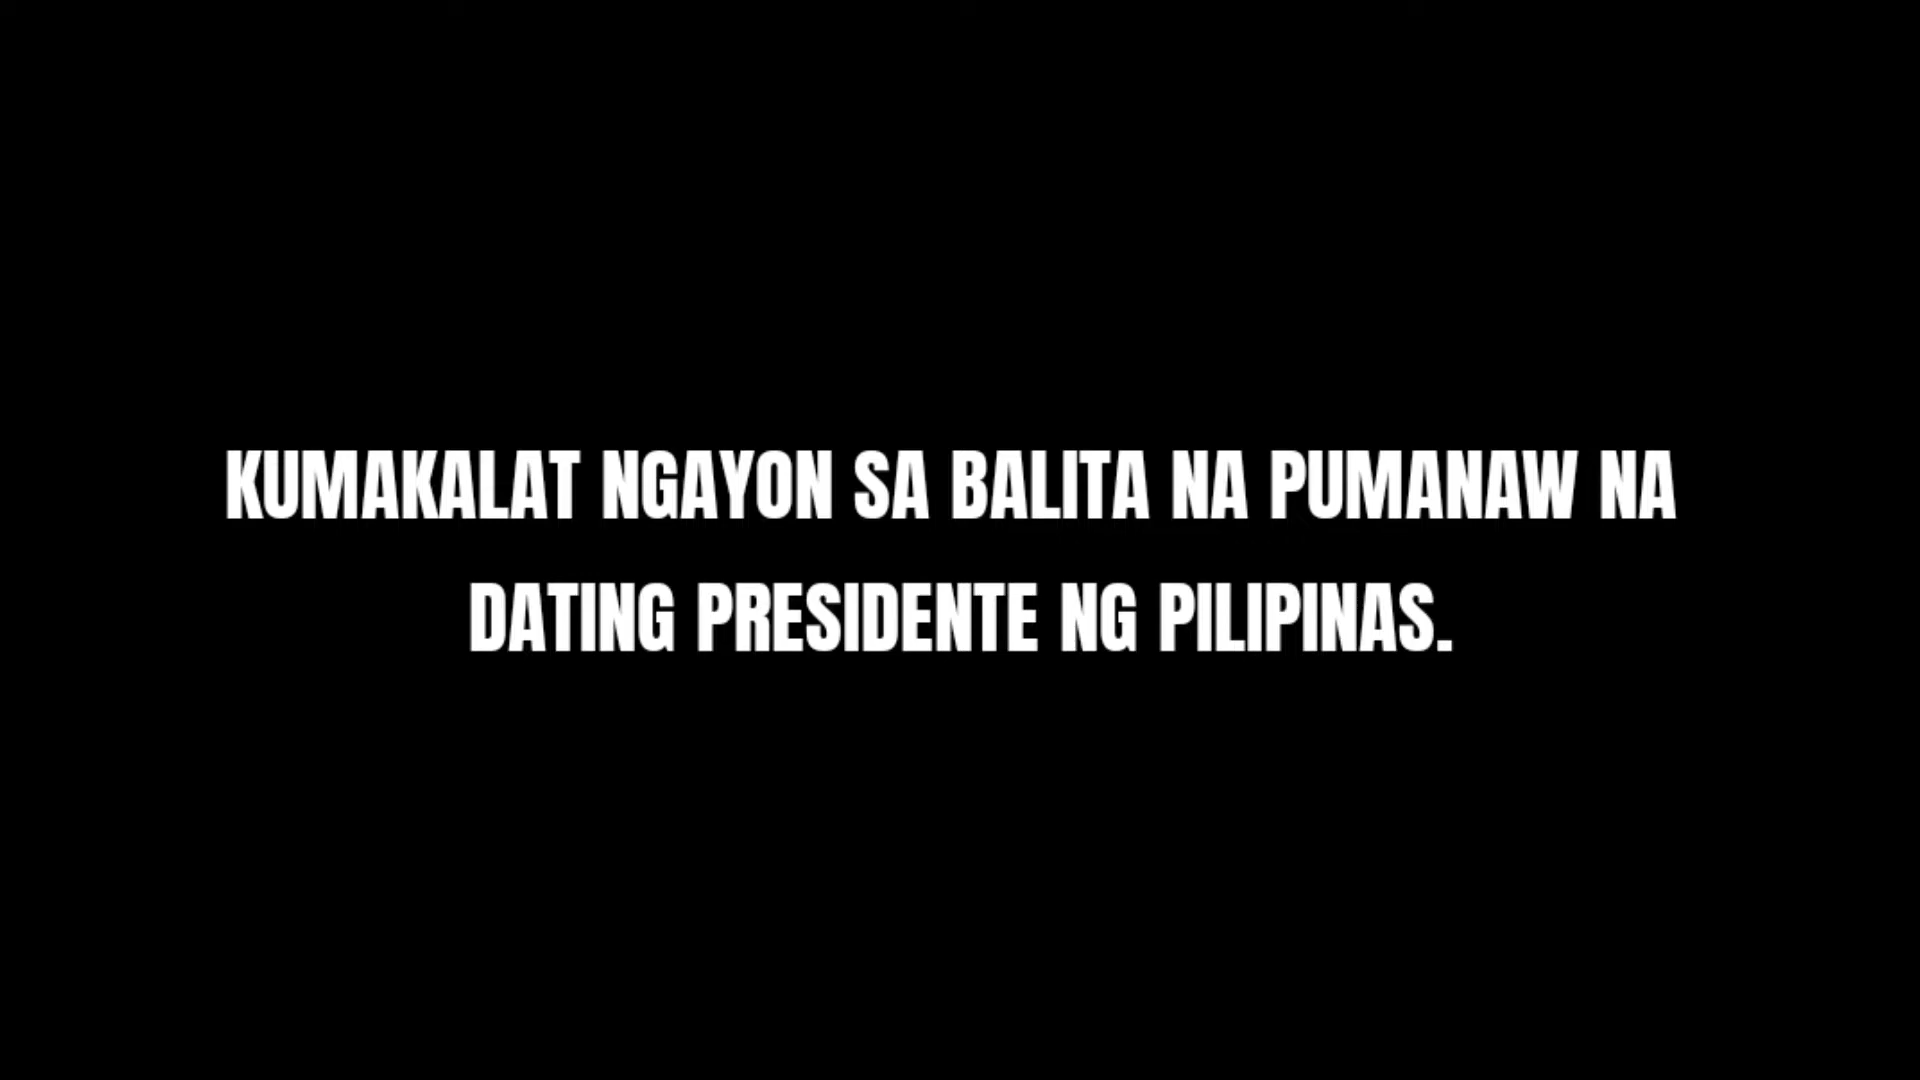 KUMAKALAT NGAYON SA BALITA NA PUMANAW NA
DATING PRESIDENTE NG PILIPINAS.